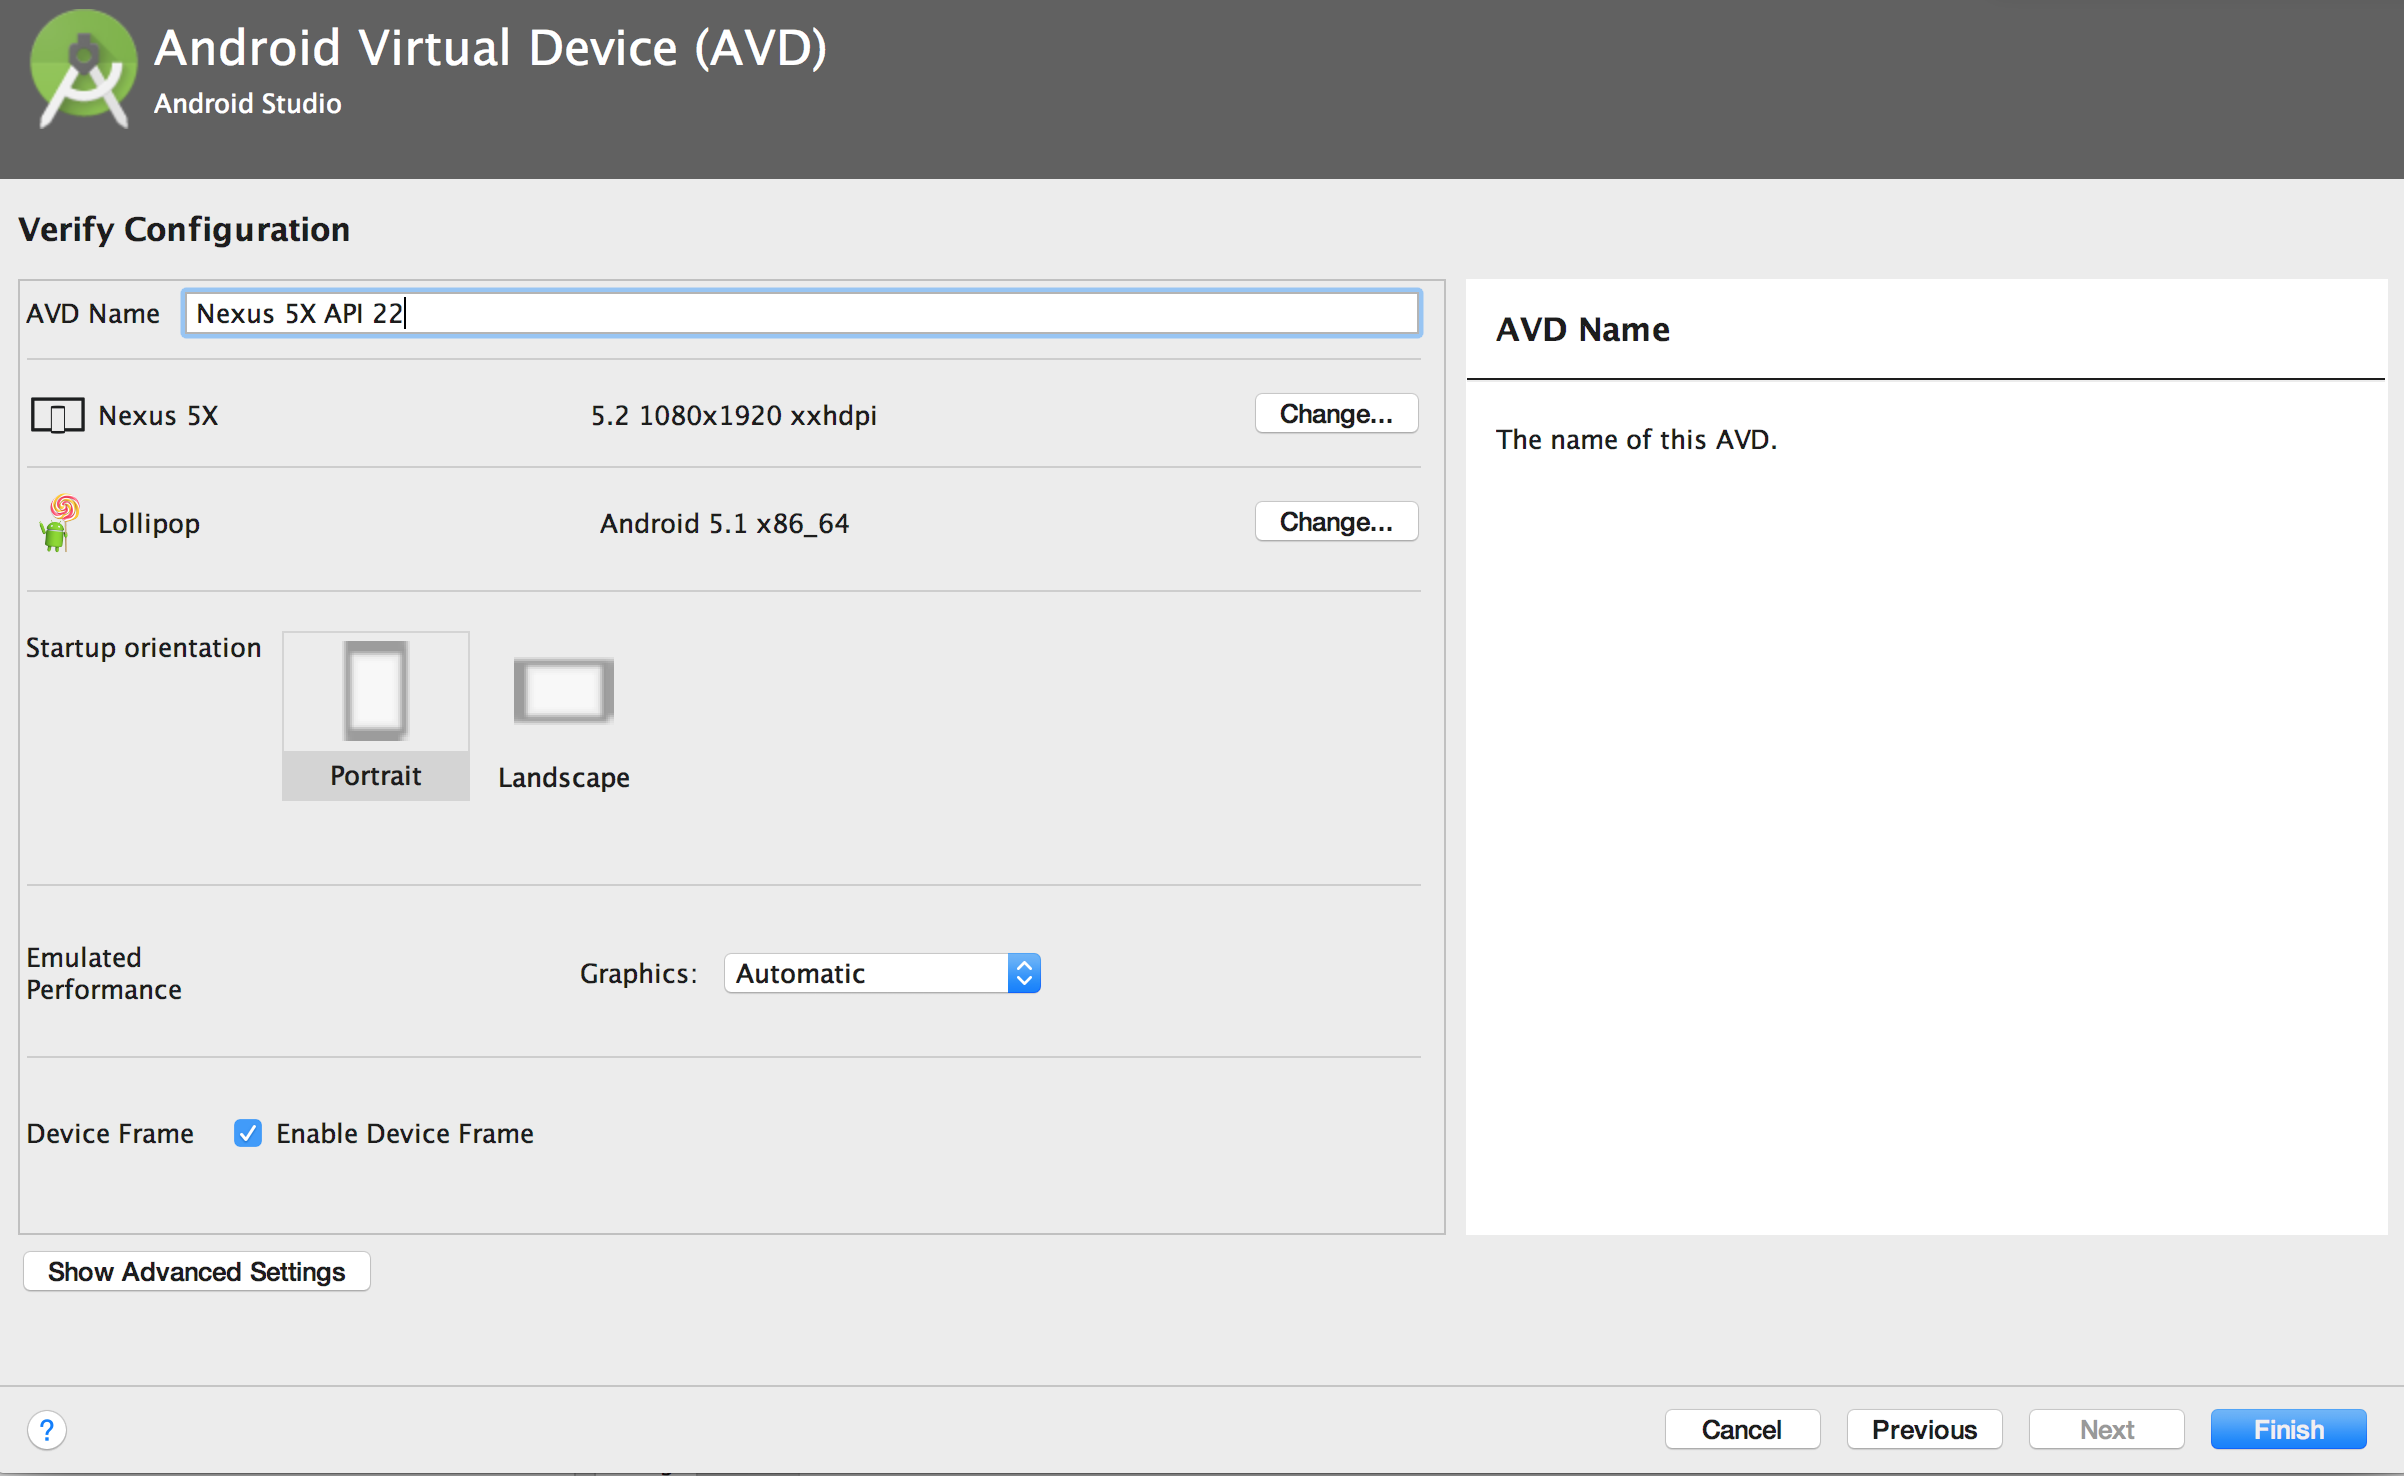 Android Virtual Device (AVD)
Android Studio
Verify Configuration
AVD Name Nexus 5X API 22
Nexus 5X 5.2 1080x1920 xxhdpi Change...
Lollipop Android 5.1 x86_64 Change...
Startup orientation
Portrait Landscape
Emulated
Performance
Graphics: Automatic
Device Frame Enable Device Frame
Show Advanced Settings
AVD Name
The name of this AVD.
? Cancel Previous Next Finish